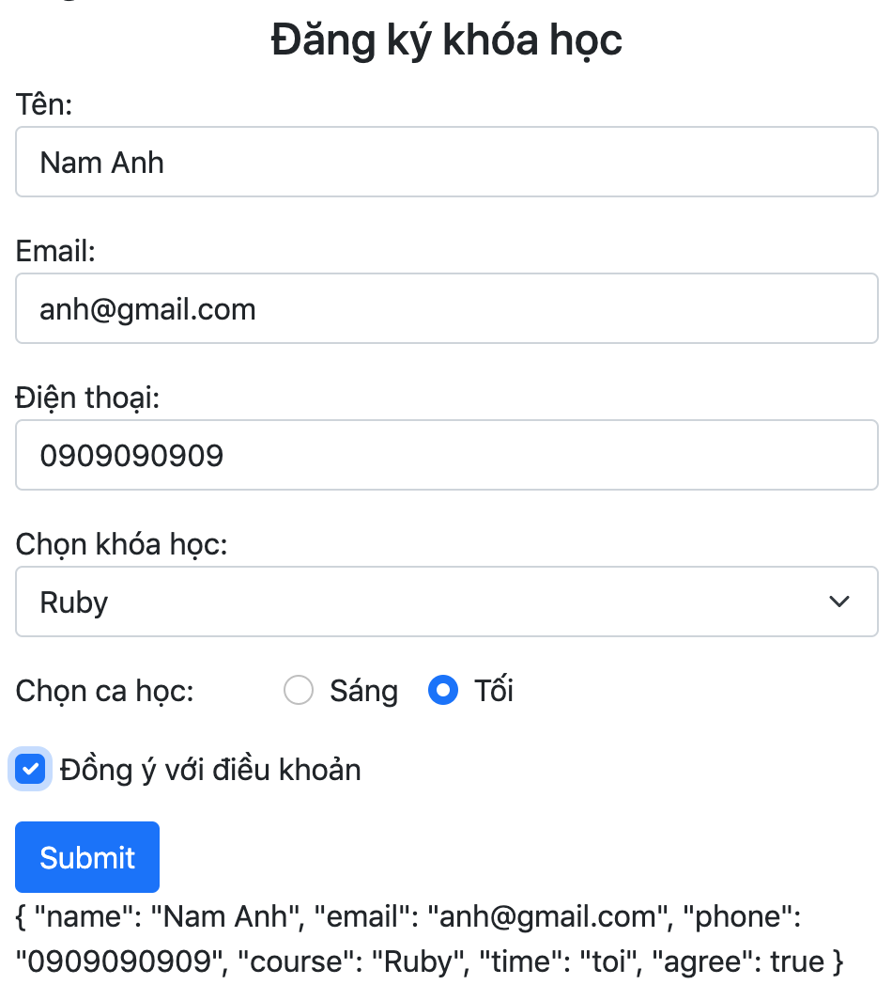 Đăng ký khóa học
Tên:
Nam Anh
Email:
anh@gmail.com
Điện thoại:
0909090909
Chọn khóa học:
Ruby
Chọn ca học: Sáng Tối
Đồng ý với điều khoản
Submit
{ "name": "Nam Anh", "email": "anh@gmail.com", "phone":
"0909090909", "course": "Ruby", "time": "toi", "agree": true }